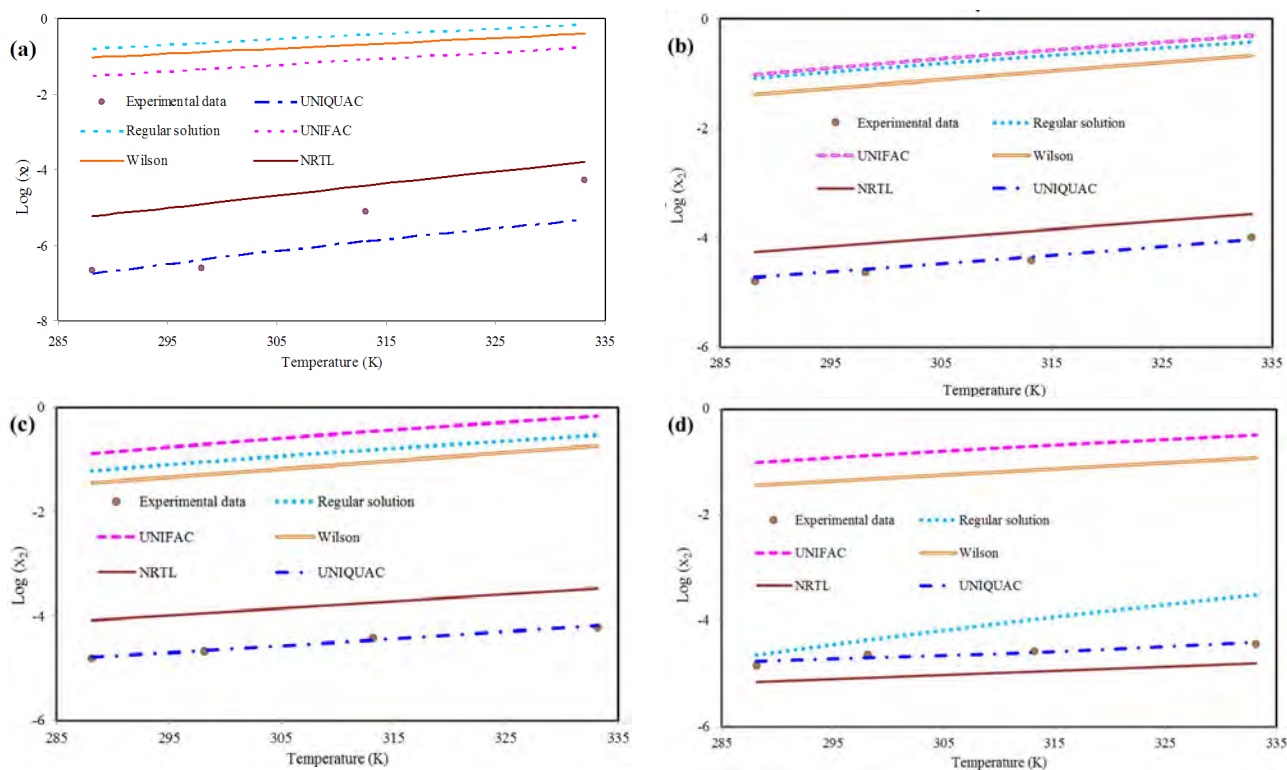 (a)
0
-2
-4
-6
-8
Log (x2)
Experimental data
UNIQUAC
Regular solution
UNIFAC
Wilson
NRTL
285
295
305
315
325
335
Temperature (K)
(b)
0
-2
-4
-6
Log (x2)
Experimental data
Regular solution
UNIFAC
Wilson
NRTL
UNIQUAC
285
295
305
315
325
335
Temperature (K)
(c)
0
-2
-4
-6
Log (x2)
Experimental data
Regular solution
UNIFAC
Wilson
NRTL
UNIQUAC
285
295
305
315
325
335
Temperature (K)
(d)
0
-2
-4
-6
Log (x2)
Experimental data
Regular solution
UNIFAC
Wilson
NRTL
UNIQUAC
285
295
305
315
325
335
Temperature (K)